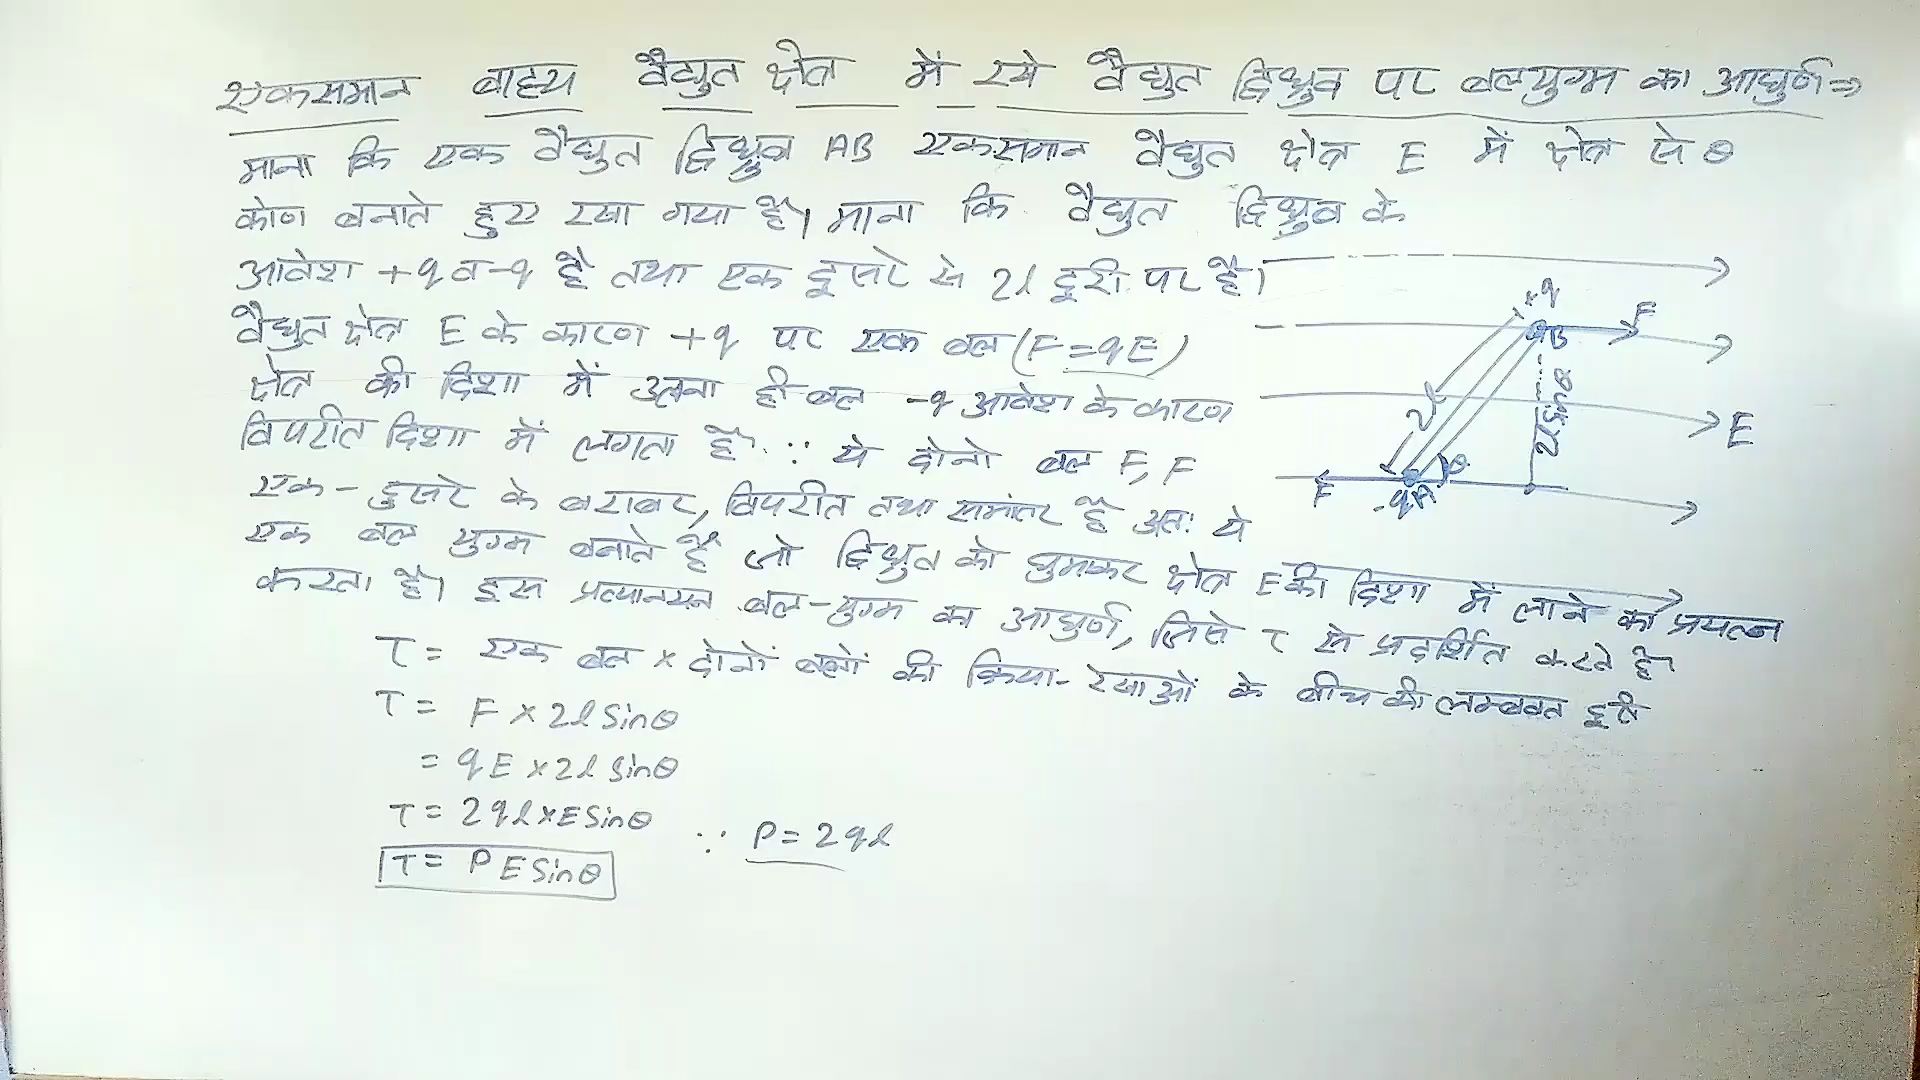 एकसमान बाह्य वैद्युत क्षेत्र में रखे वैद्युत द्विध्रुव पर बलयुग्म का आघुर्ण ⇒
माना कि एक वैद्युत द्विध्रुव AB एकसमान वैद्युत क्षेत्र E में क्षेत्र से θ
कोण बनाते हुए रखा गया है। माना कि वैद्युत द्विध्रुव के
आवेश +q व -q है तथा एक दूसरे से 2l दूरी पर है।
वैद्युत क्षेत्र E के कारण +q पर एक बल (F=qE)
क्षेत्र की दिशा में उतना ही बल -q आवेश के कारण
विपरीत दिशा में लगता है ∵ ये दोनो बल F, F
एक-दुसरे के बराबर, विपरीत तथा समांतर है अतः ये
एक बल युग्म बनाते हैं जो द्विध्रुव को घुमाकर क्षेत्र E की दिशा में लाने का प्रयत्न
करता है। इस प्रत्यानयन बल-युग्म का आघुर्ण, जिसे τ से प्रदर्शित करते है
τ = एक बल × दोनों बलों की क्रिया-रेखाओं के बीच की लम्बवत दूरी
τ = F × 2l Sinθ
= qE × 2l Sinθ
τ = 2ql × E Sinθ ∵ P = 2ql
τ = PE Sinθ
+q
B
F
2l
2l Sinθ
E
θ
F
-q A